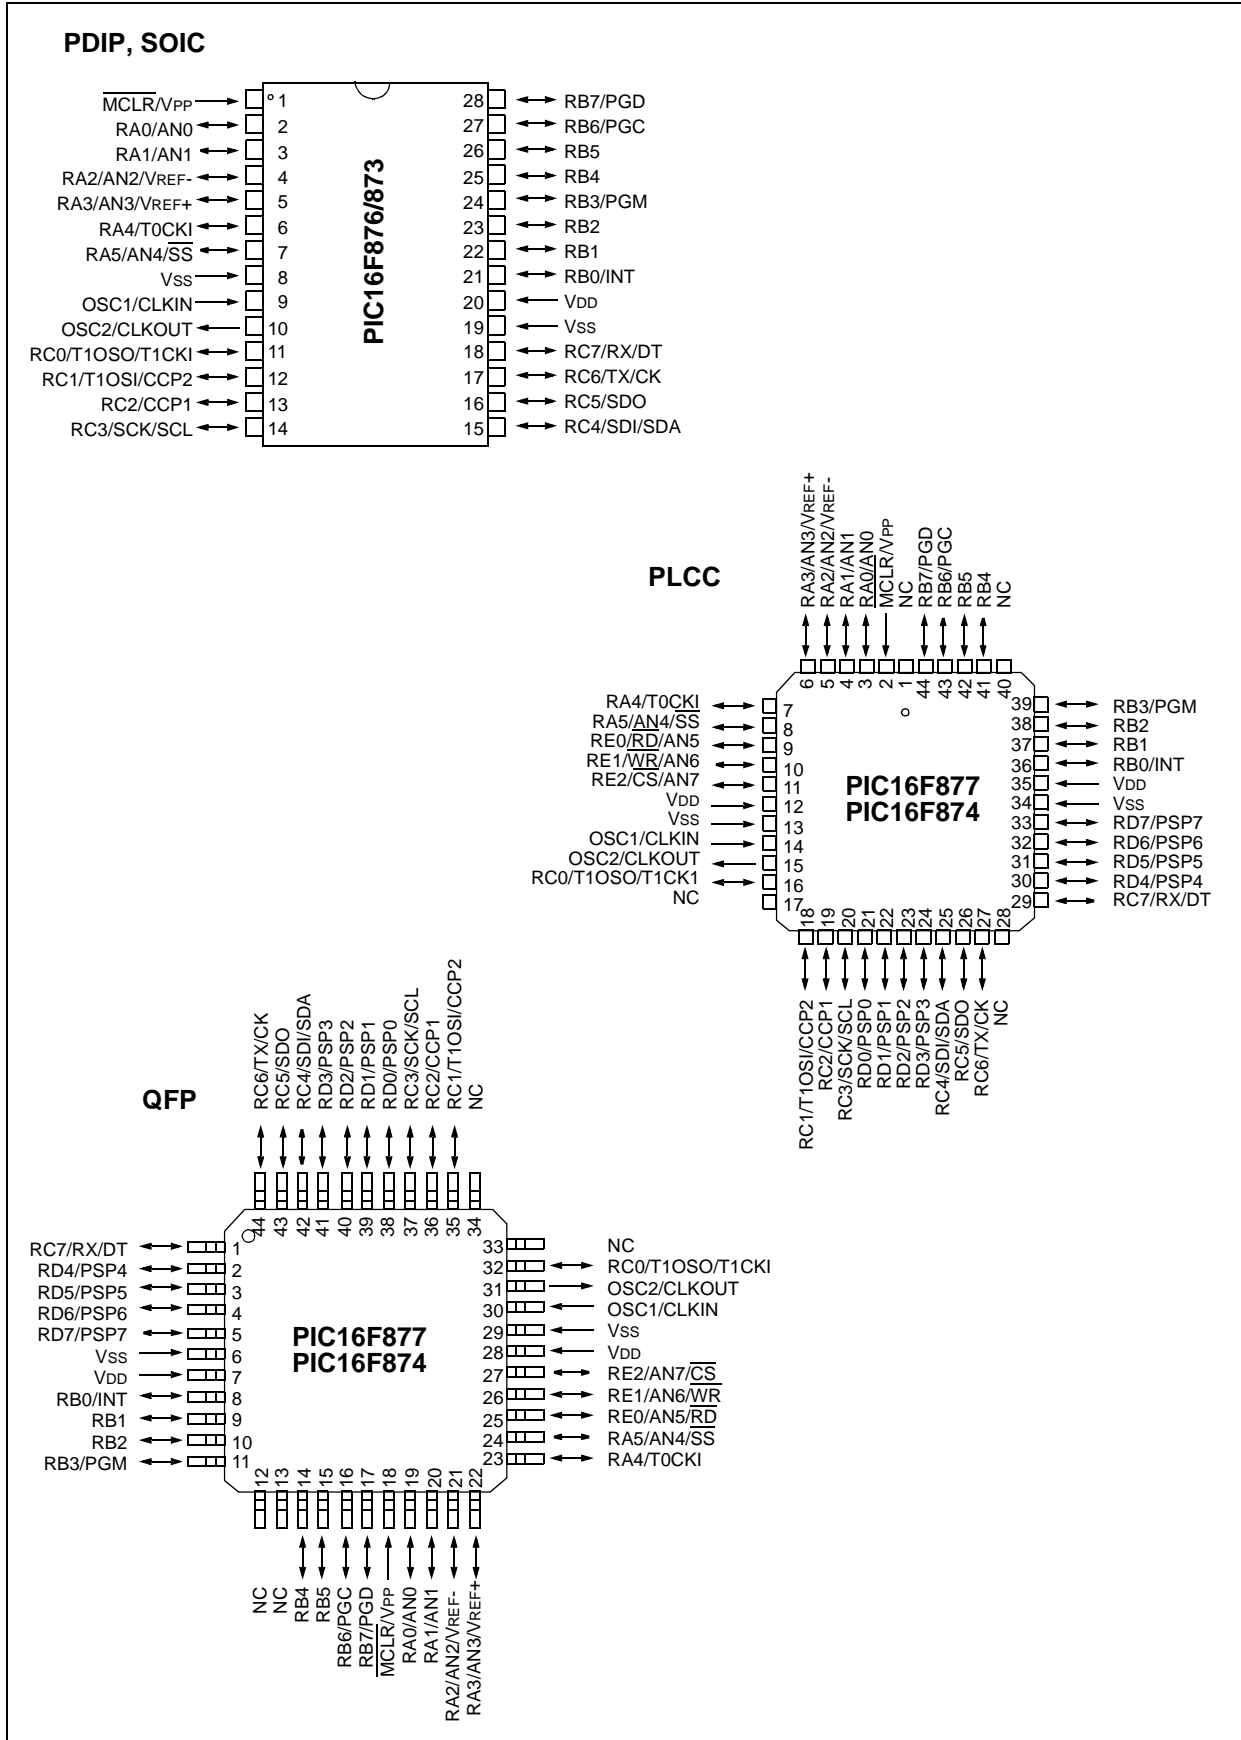 PDIP, SOIC
MCLR/VPP 1 28 RB7/PGD
RA0/AN0 2 27 RB6/PGC
RA1/AN1 3 26 RB5
RA2/AN2/VREF- 4 25 RB4
RA3/AN3/VREF+ 5 24 RB3/PGM
RA4/T0CKI 6 23 RB2
RA5/AN4/SS 7 22 RB1
VSS 8 21 RB0/INT
OSC1/CLKIN 9 20 VDD
OSC2/CLKOUT 10 19 VSS
RC0/T1OSO/T1CKI 11 18 RC7/RX/DT
RC1/T1OSI/CCP2 12 17 RC6/TX/CK
RC2/CCP1 13 16 RC5/SDO
RC3/SCK/SCL 14 15 RC4/SDI/SDA
PIC16F876/873
PLCC
RA3/AN3/VREF+
RA2/AN2/VREF-
RA1/AN1
RA0/AN0
MCLR/VPP
NC
RB7/PGD
RB6/PGC
RB5
RB4
NC
6 5 4 3 2 1 44 43 42 41 40
RA4/T0CKI 7
RA5/AN4/SS 8
RE0/RD/AN5 9
RE1/WR/AN6 10
RE2/CS/AN7 11
VDD 12
VSS 13
OSC1/CLKIN 14
OSC2/CLKOUT 15
RC0/T1OSO/T1CK1 16
NC 17
PIC16F877
PIC16F874
39 RB3/PGM
38 RB2
37 RB1
36 RB0/INT
35 VDD
34 VSS
33 RD7/PSP7
32 RD6/PSP6
31 RD5/PSP5
30 RD4/PSP4
29 RC7/RX/DT
18 19 20 21 22 23 24 25 26 27 28
RC1/T1OSI/CCP2
RC2/CCP1
RC3/SCK/SCL
RD0/PSP0
RD1/PSP1
RD2/PSP2
RD3/PSP3
RC4/SDI/SDA
RC5/SDO
RC6/TX/CK
NC
QFP
RC6/TX/CK
RC5/SDO
RC4/SDI/SDA
RD3/PSP3
RD2/PSP2
RD1/PSP1
RD0/PSP0
RC3/SCK/SCL
RC2/CCP1
RC1/T1OSI/CCP2
NC
44 43 42 41 40 39 38 37 36 35 34
RC7/RX/DT 1
RD4/PSP4 2
RD5/PSP5 3
RD6/PSP6 4
RD7/PSP7 5
VSS 6
VDD 7
RB0/INT 8
RB1 9
RB2 10
RB3/PGM 11
PIC16F877
PIC16F874
33 NC
32 RC0/T1OSO/T1CKI
31 OSC2/CLKOUT
30 OSC1/CLKIN
29 VSS
28 VDD
27 RE2/AN7/CS
26 RE1/AN6/WR
25 RE0/AN5/RD
24 RA5/AN4/SS
23 RA4/T0CKI
12 13 14 15 16 17 18 19 20 21 22
NC
NC
RB4
RB5
RB6/PGC
RB7/PGD
MCLR/VPP
RA0/AN0
RA1/AN1
RA2/AN2/VREF-
RA3/AN3/VREF+